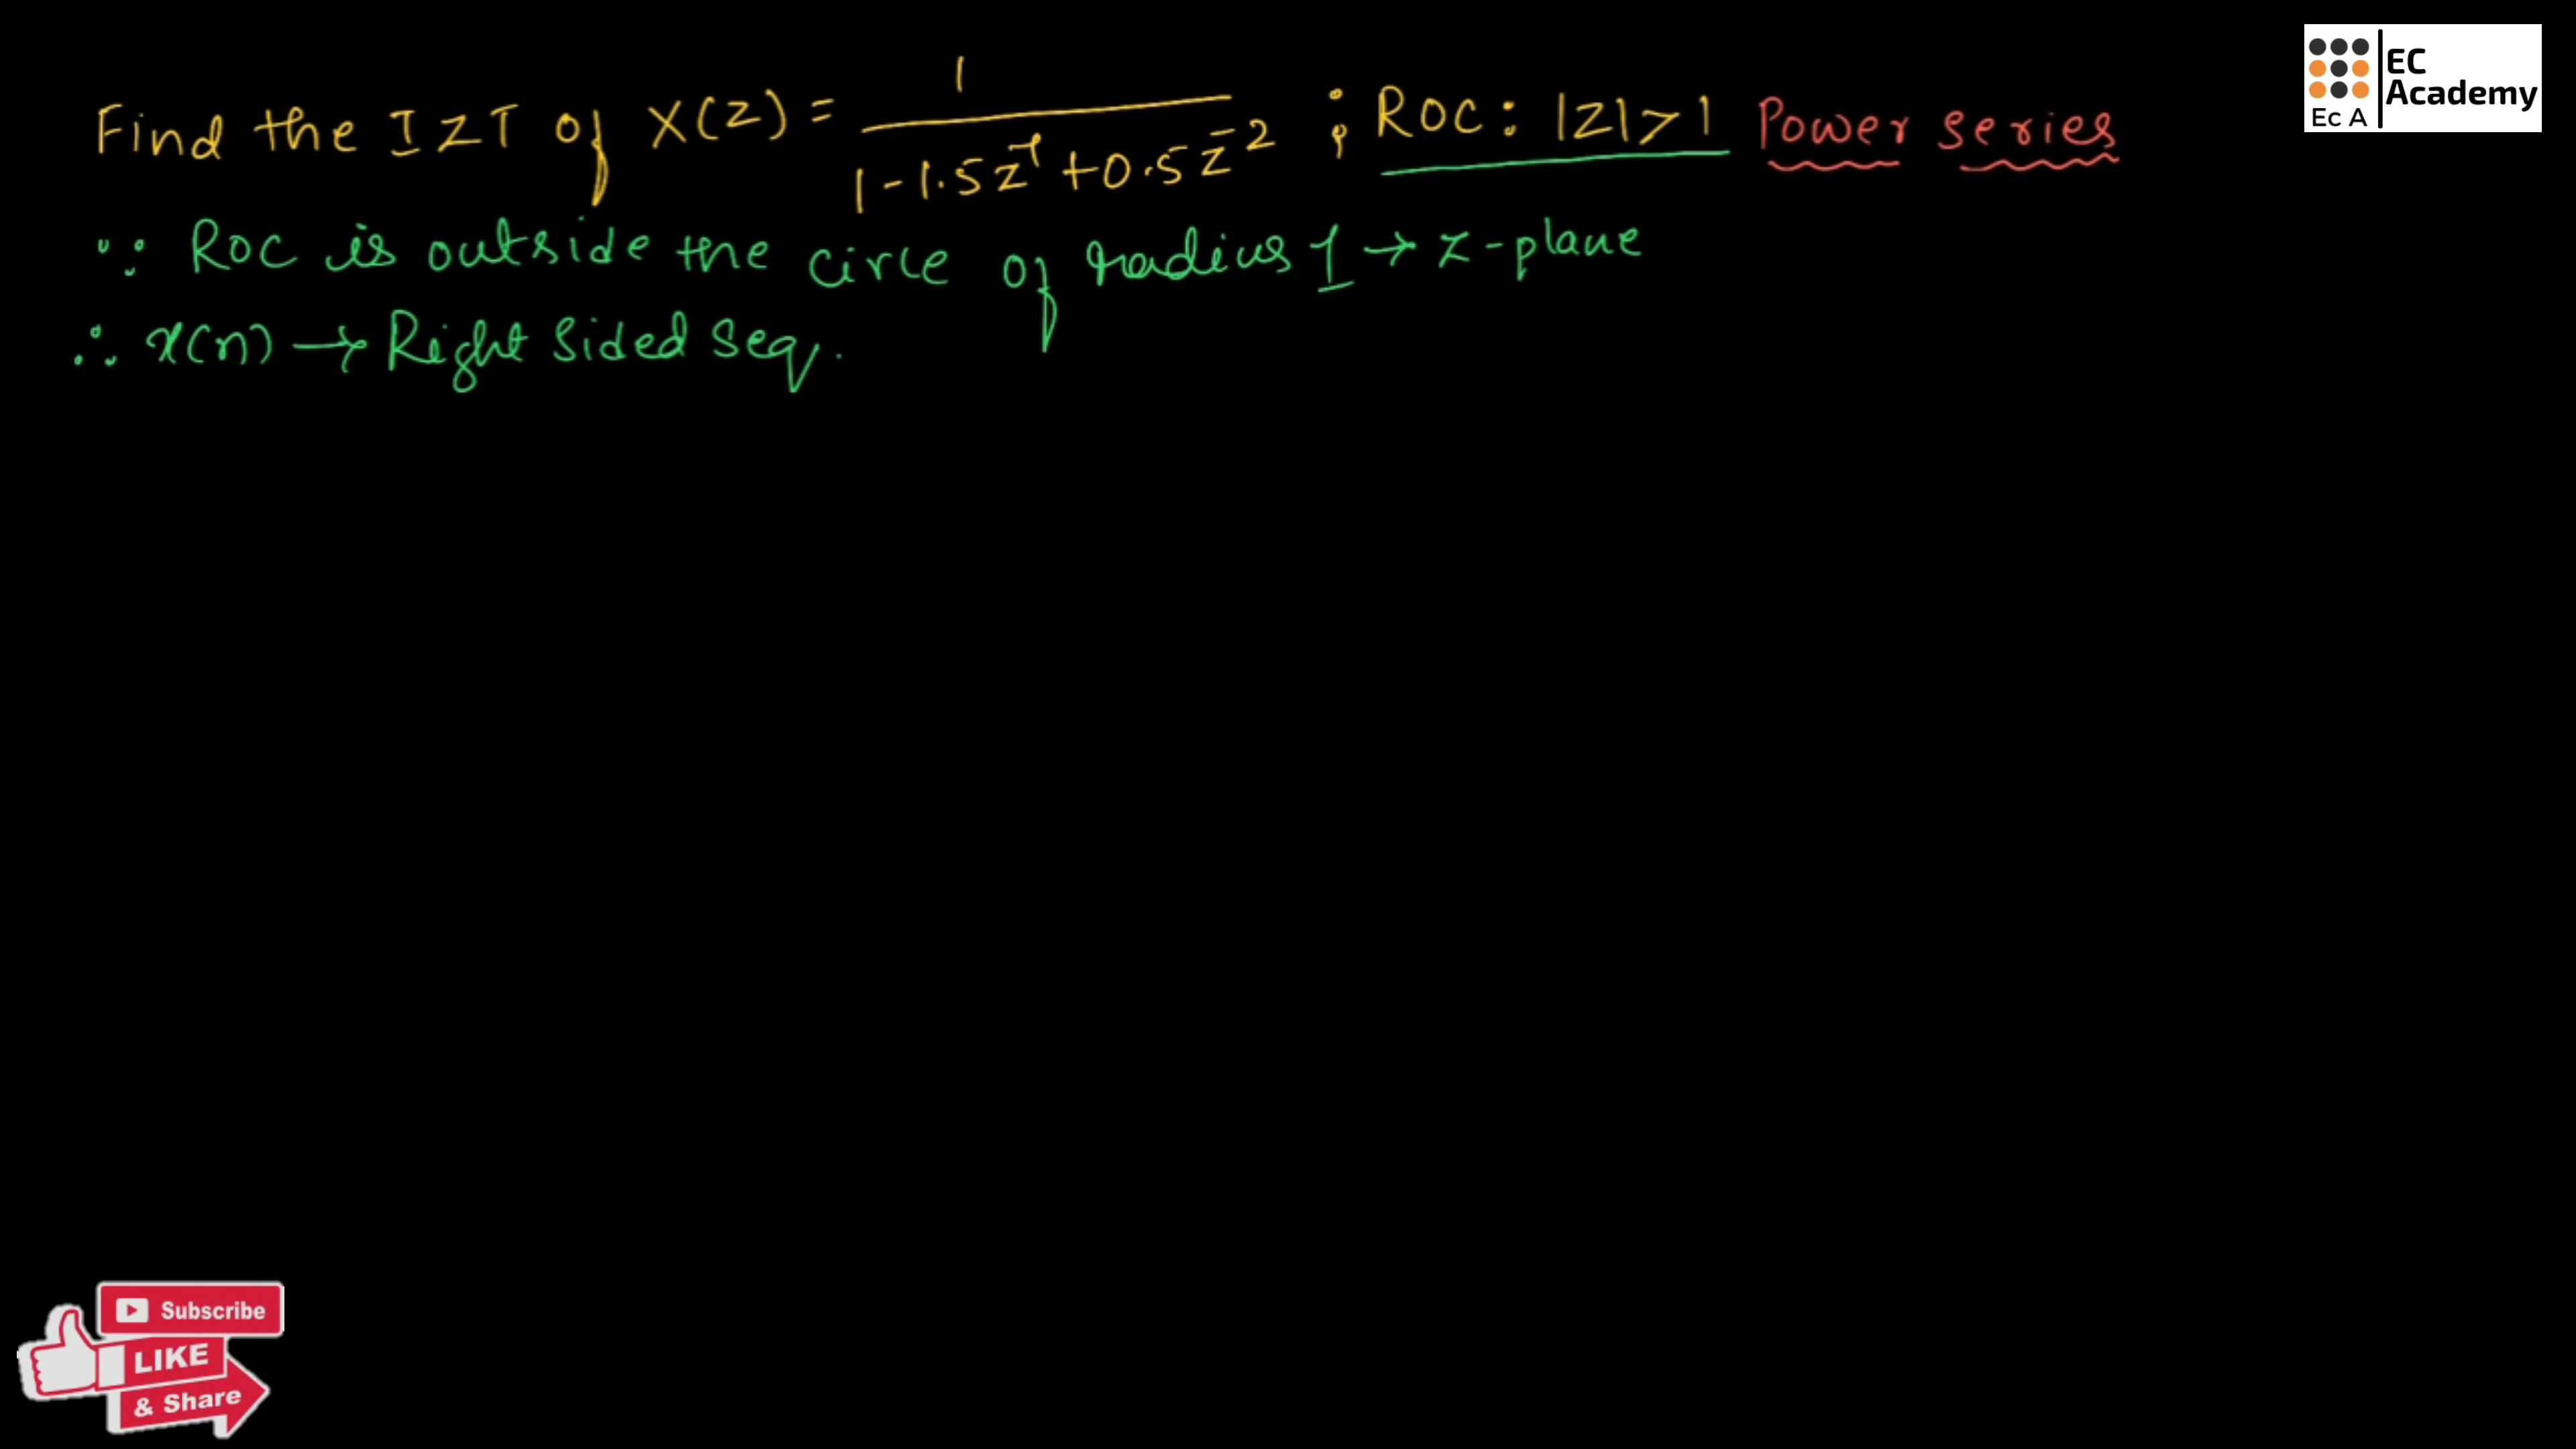 Find the IZT of X(z) = 1 / (1 - 1.5z⁻¹ + 0.5z⁻²) ; ROC : |z| > 1 Power series
∵ ROC is outside the circe of radius 1 → z-plane
∴ x(n) → Right Sided Seq.
EC
Academy
Ec A
Subscribe
LIKE
& Share